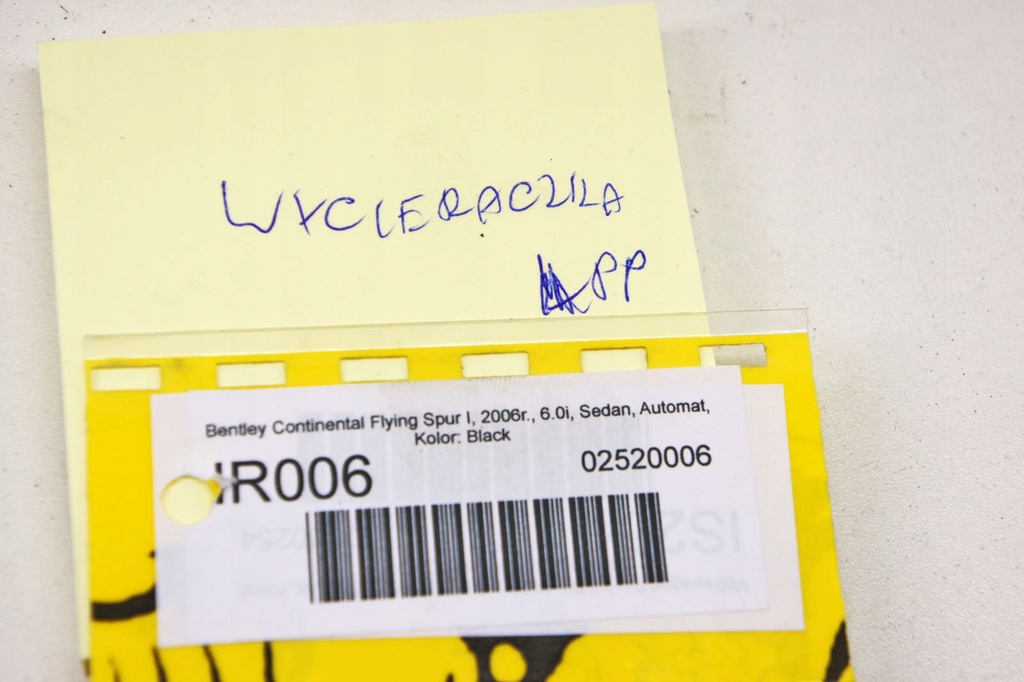 WYCIERACZKA
PP
Bentley Continental Flying Spur I, 2006r., 6.0i, Sedan, Automat,
Kolor: Black
IR006
02520006